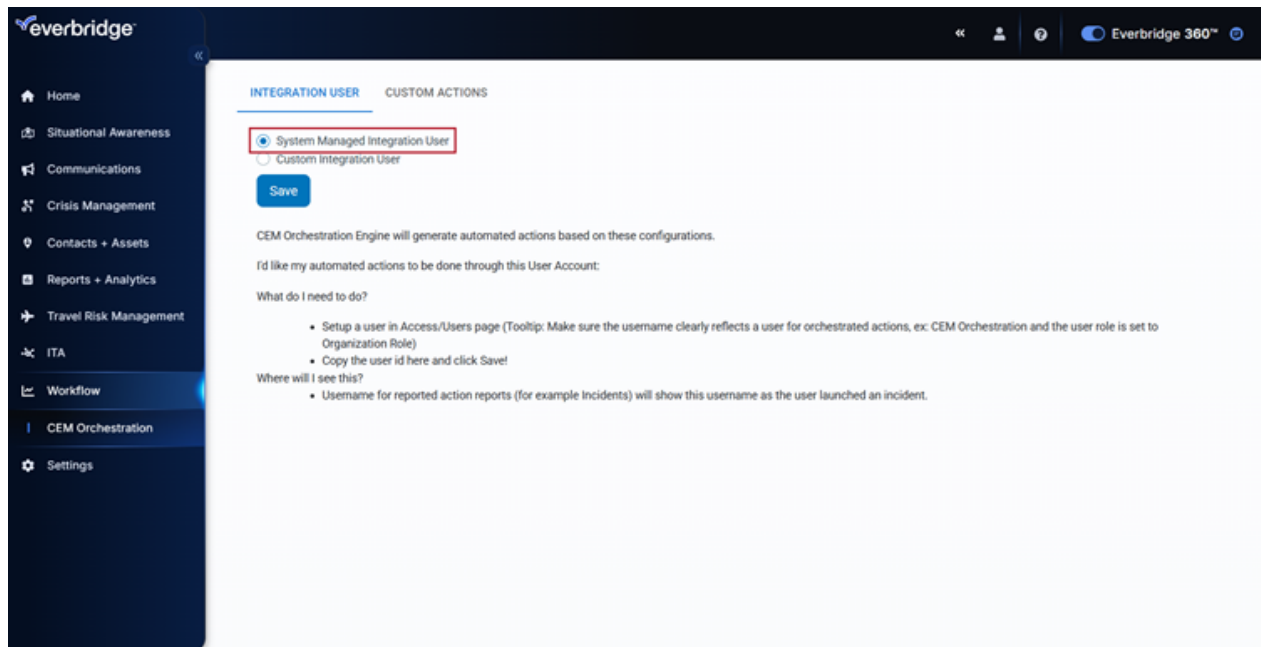 everbridge
Everbridge 360™
Home
Situational Awareness
Communications
Crisis Management
Contacts + Assets
Reports + Analytics
Travel Risk Management
ITA
Workflow
CEM Orchestration
Settings
INTEGRATION USER CUSTOM ACTIONS
System Managed Integration User
Custom Integration User
Save
CEM Orchestration Engine will generate automated actions based on these configurations.
I'd like my automated actions to be done through this User Account:
What do I need to do?
• Setup a user in Access/Users page (Tooltip: Make sure the username clearly reflects a user for orchestrated actions, ex: CEM Orchestration and the user role is set to
Organization Role)
• Copy the user id here and click Save!
Where will I see this?
• Username for reported action reports (for example Incidents) will show this username as the user launched an incident.